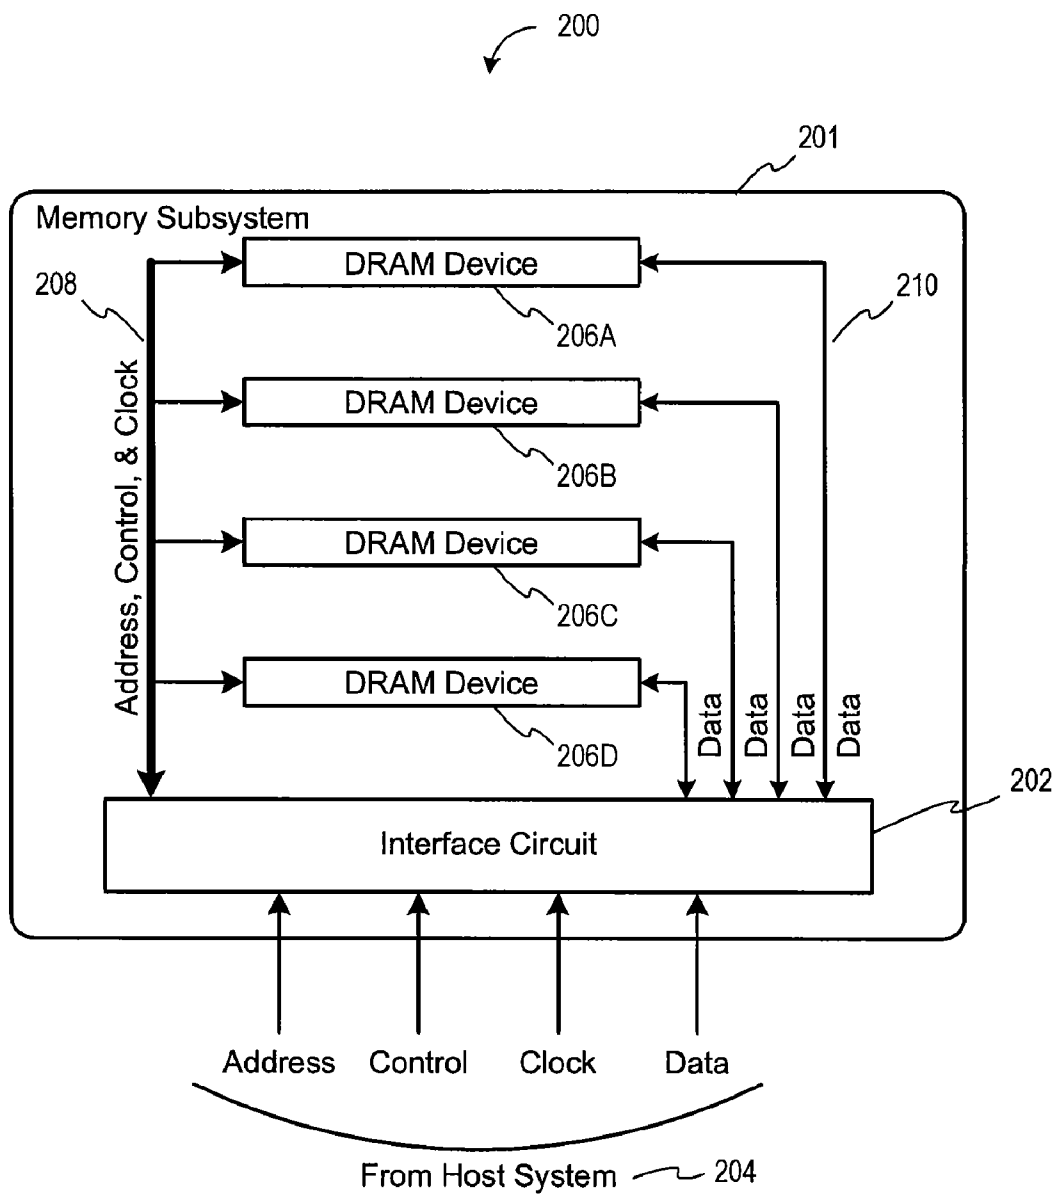 200
201
Memory Subsystem
DRAM Device
208
210
206A
Address, Control, & Clock
DRAM Device
206B
DRAM Device
206C
DRAM Device
Data
Data
Data
Data
206D
202
Interface Circuit
Address Control Clock Data
From Host System 204